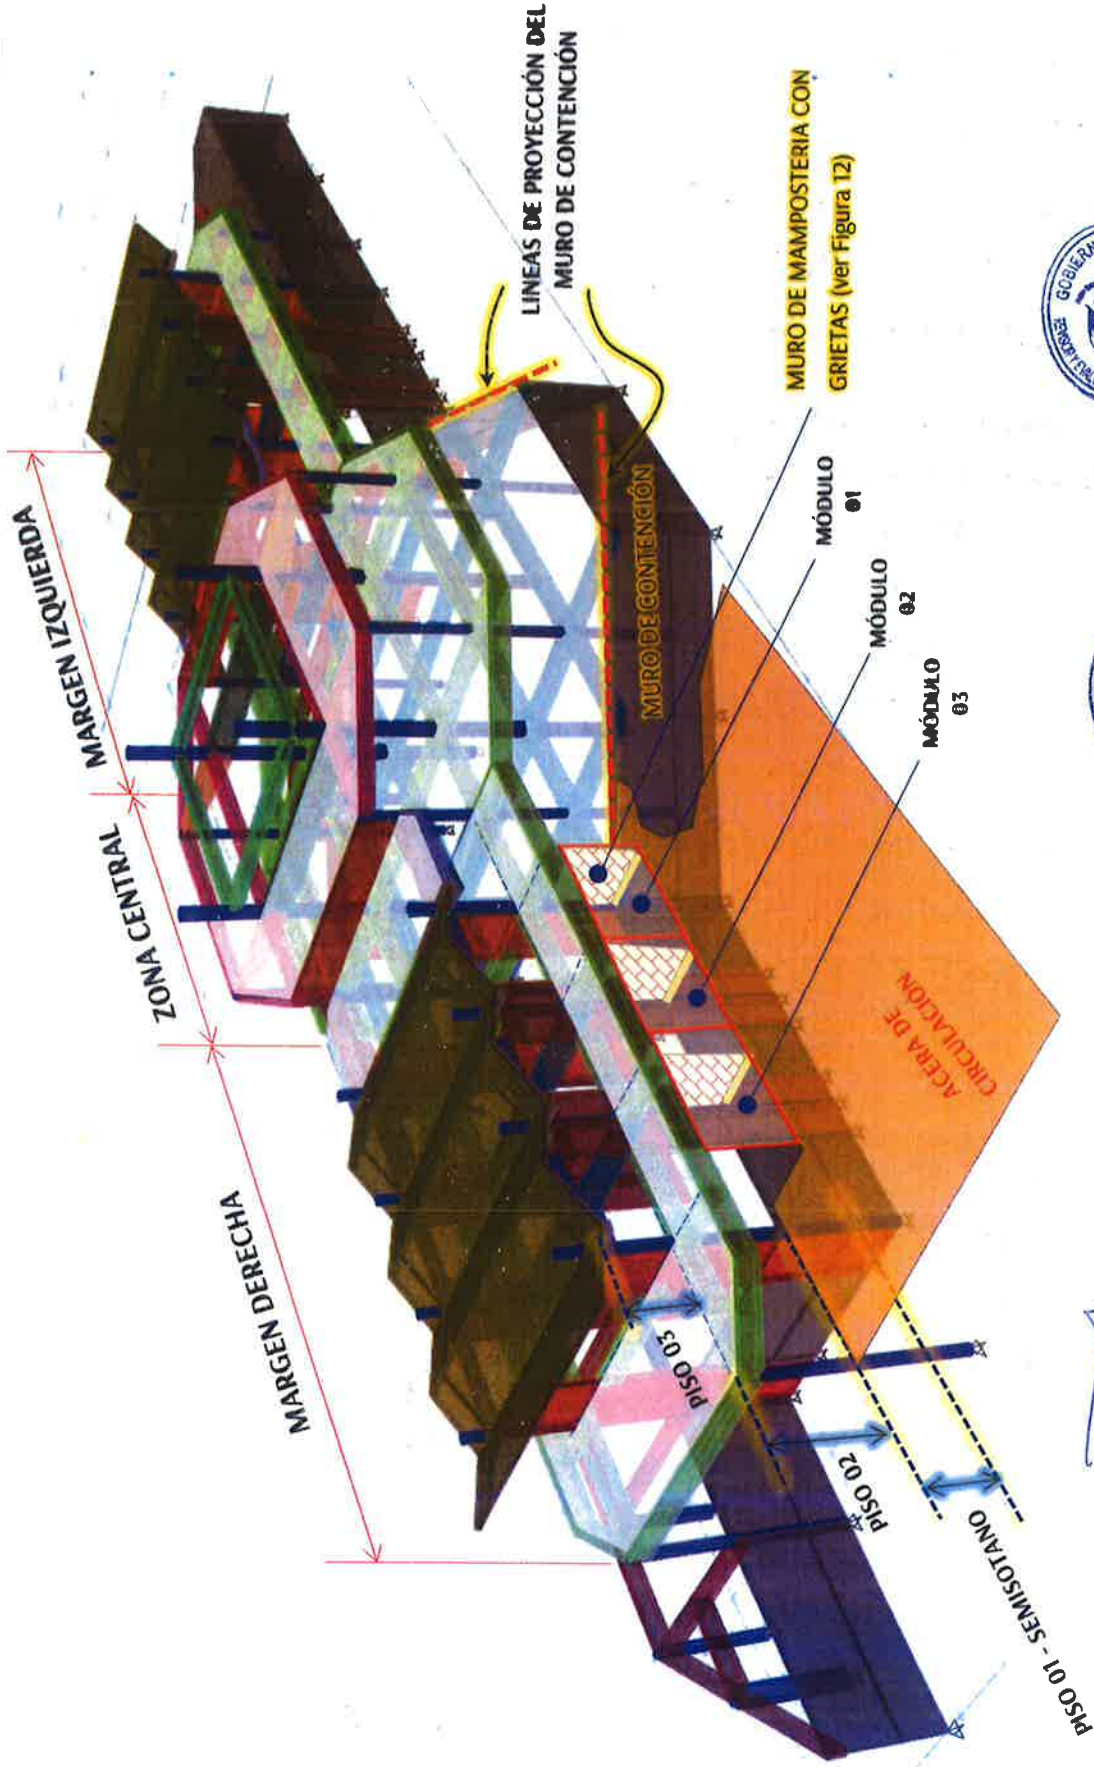 MARGEN DERECHA
ZONA CENTRAL
MARGEN IZQUIERDA
LINEAS DE PROYECCIÓN DEL
MURO DE CONTENCIÓN
MURO DE MAMPOSTERIA CON
GRIETAS (ver Figura 12)
MURO DE CONTENCIÓN
MÓDULO
01
MÓDULO
02
MÓDULO
03
ACERA DE
CIRCULACIÓN
PISO 03
PISO 02
PISO 01 - SEMISOTANO